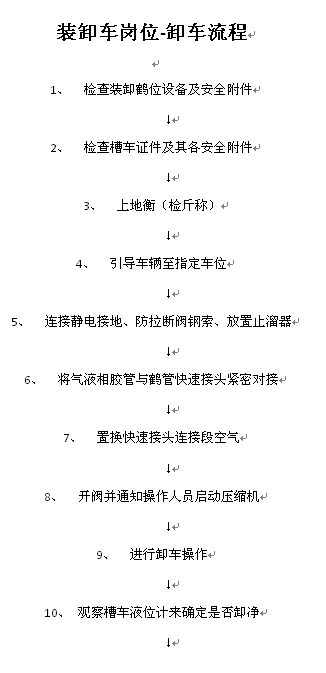 装卸车岗位-卸车流程
1、 检查装卸鹤位设备及安全附件
↓
2、 检查槽车证件及其各安全附件
↓
3、 上地衡（检斤称）
↓
4、 引导车辆至指定车位
↓
5、 连接静电接地、防拉断阀钢索、放置止溜器
↓
6、 将气液相胶管与鹤管快速接头紧密对接
↓
7、 置换快速接头连接段空气
↓
8、 开阀并通知操作人员启动压缩机
↓
9、 进行卸车操作
↓
10、 观察槽车液位计来确定是否卸净
↓